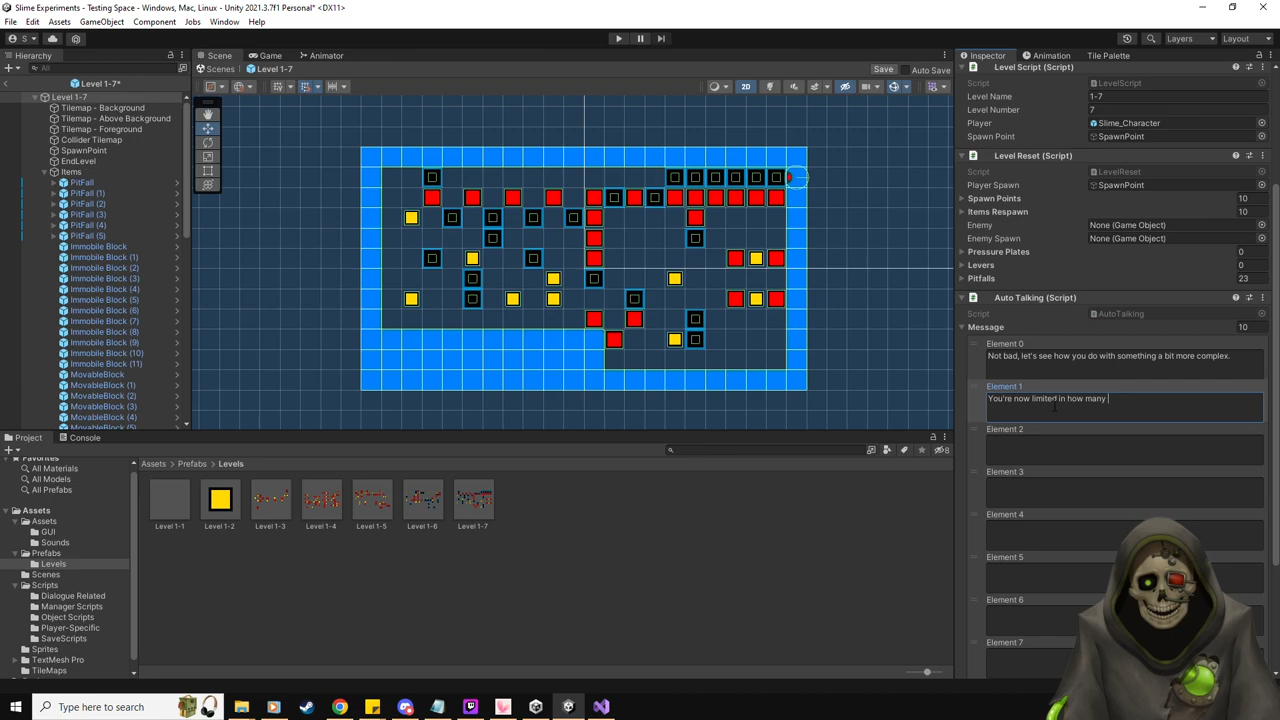 Slime Experiments - Testing Space - Windows, Mac, Linux - Unity 2021.3.7f1 Personal* <DX11>
File Edit Assets GameObject Component Jobs Window Help
S Layers Layout
Hierarchy Scene Game Animator Inspector Animation Tile Palette
All
Scenes Level 1-7 Save Auto Save
Level 1-7*
2D
Level 1-7
Tilemap - Background
Tilemap - Above Background
Tilemap - Foreground
Collider Tilemap
SpawnPoint
EndLevel
Items
PitFall
PitFall (1)
PitFall (2)
PitFall (3)
PitFall (4)
PitFall (5)
Immobile Block
Immobile Block (1)
Immobile Block (2)
Immobile Block (3)
Immobile Block (4)
Immobile Block (5)
Immobile Block (6)
Immobile Block (7)
Immobile Block (8)
Immobile Block (9)
Immobile Block (10)
Immobile Block (11)
MovableBlock
MovableBlock (1)
MovableBlock (2)
MovableBlock (3)
MovableBlock (4)
MovableBlock (5)
Level Script (Script)
Script LevelScript
Level Name 1-7
Level Number 7
Player Slime_Character
Spawn Point SpawnPoint
Level Reset (Script)
Script LevelReset
Player Spawn SpawnPoint
Spawn Points 10
Items Respawn 10
Enemy None (Game Object)
Enemy Spawn None (Game Object)
Pressure Plates 0
Levers 0
Pitfalls 23
Auto Talking (Script)
Script AutoTalking
Message 10
Element 0
Not bad, let's see how you do with something a bit more complex.
Element 1
You're now limited in how many
Element 2
Element 3
Element 4
Element 5
Element 6
Element 7
Project Console
8
Favorites
All Materials
All Models
All Prefabs
Assets
Assets
GUI
Sounds
Prefabs
Levels
Scenes
Scripts
Dialogue Related
Manager Scripts
Object Scripts
Player-Specific
SaveScripts
Sprites
TextMesh Pro
TileMaps
Assets Prefabs Levels
Level 1-1 Level 1-2 Level 1-3 Level 1-4 Level 1-5 Level 1-6 Level 1-7
Type here to search